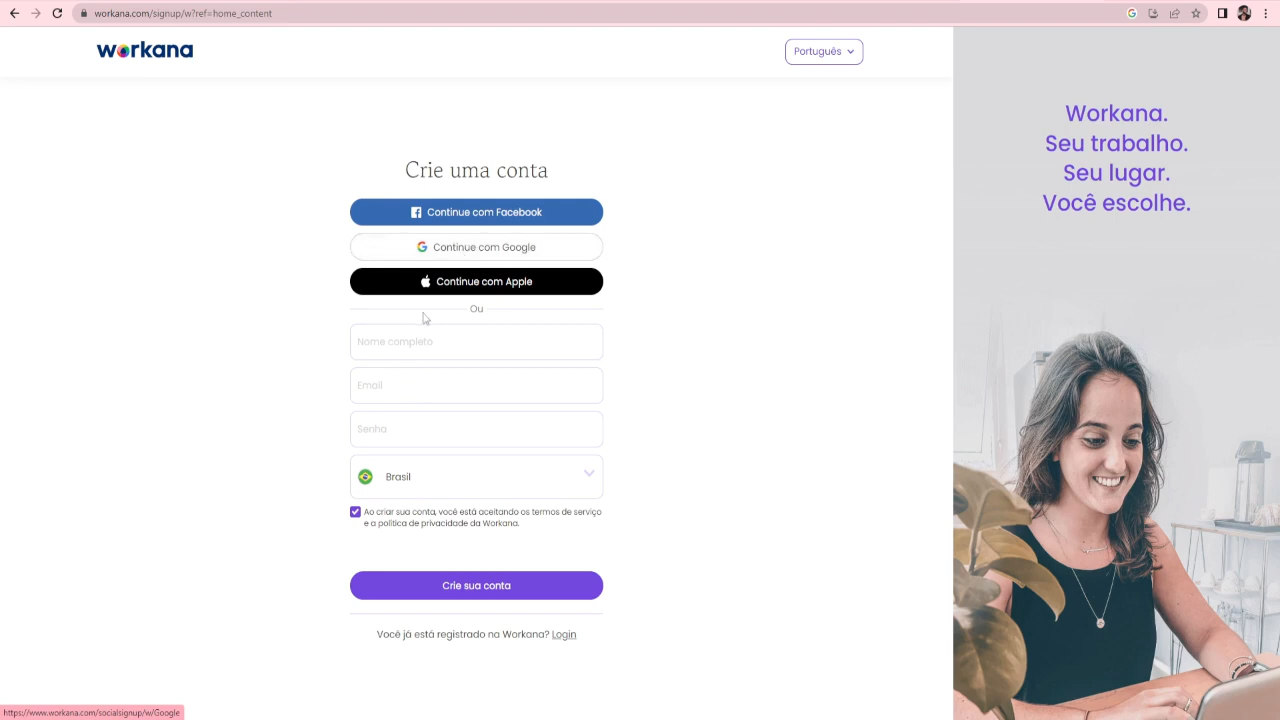 workana.com/signup/w?ref=home_content
workana
Português
Crie uma conta
Continue com Facebook
Continue com Google
Continue com Apple
Ou
Nome completo
Email
Senha
Brasil
Ao criar sua conta, você está aceitando os termos de serviço
e a política de privacidade da Workana.
Crie sua conta
Você já está registrado na Workana? Login
Workana.
Seu trabalho.
Seu lugar.
Você escolhe.
https://www.workana.com/socialsignup/w/Google